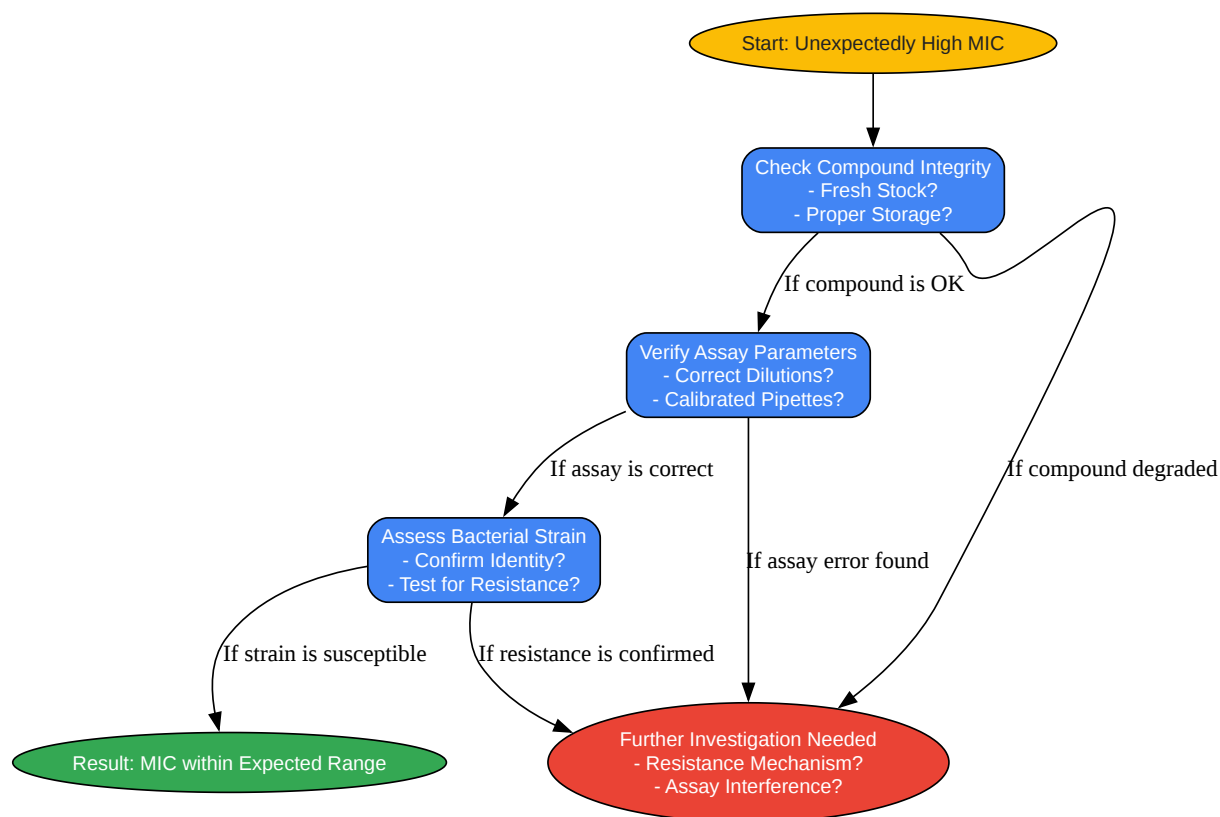 Start: Unexpectedly High MIC
Check Compound Integrity
- Fresh Stock?
- Proper Storage?
If compound is OK
Verify Assay Parameters
- Correct Dilutions?
- Calibrated Pipettes?
If assay is correct
If compound degraded
Assess Bacterial Strain
- Confirm Identity?
- Test for Resistance?
If assay error found
If strain is susceptible
If resistance is confirmed
Result: MIC within Expected Range
Further Investigation Needed
- Resistance Mechanism?
- Assay Interference?